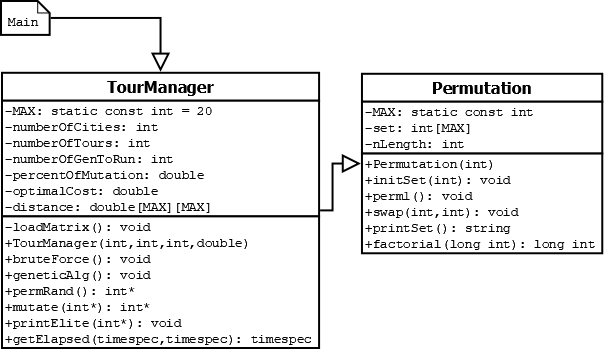 Main
TourManager
-MAX: static const int = 20
-numberOfCities: int
-numberOfTours: int
-numberOfGenToRun: int
-percentOfMutation: double
-optimalCost: double
-distance: double[MAX][MAX]
-loadMatrix(): void
+TourManager(int,int,int,double)
+bruteForce(): void
+geneticAlg(): void
+permRand(): int*
+mutate(int*): int*
+printElite(int*): void
+getElapsed(timespec,timespec): timespec
Permutation
-MAX: static const int
-set: int[MAX]
-nLength: int
+Permutation(int)
+initSet(int): void
+perm1(): void
+swap(int,int): void
+printSet(): string
+factorial(long int): long int